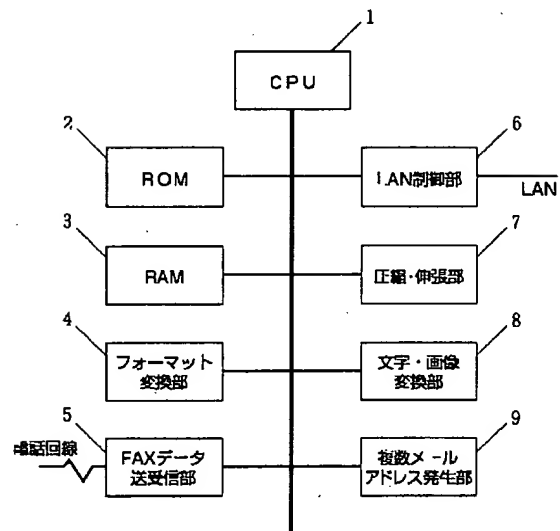 1
CPU
2
ROM
6
LAN制御部
LAN
3
RAM
7
圧縮・伸張部
4
フォーマット
変換部
8
文字・画像
変換部
電話回線
5
FAXデータ
送受信部
9
複数メール
アドレス発生部